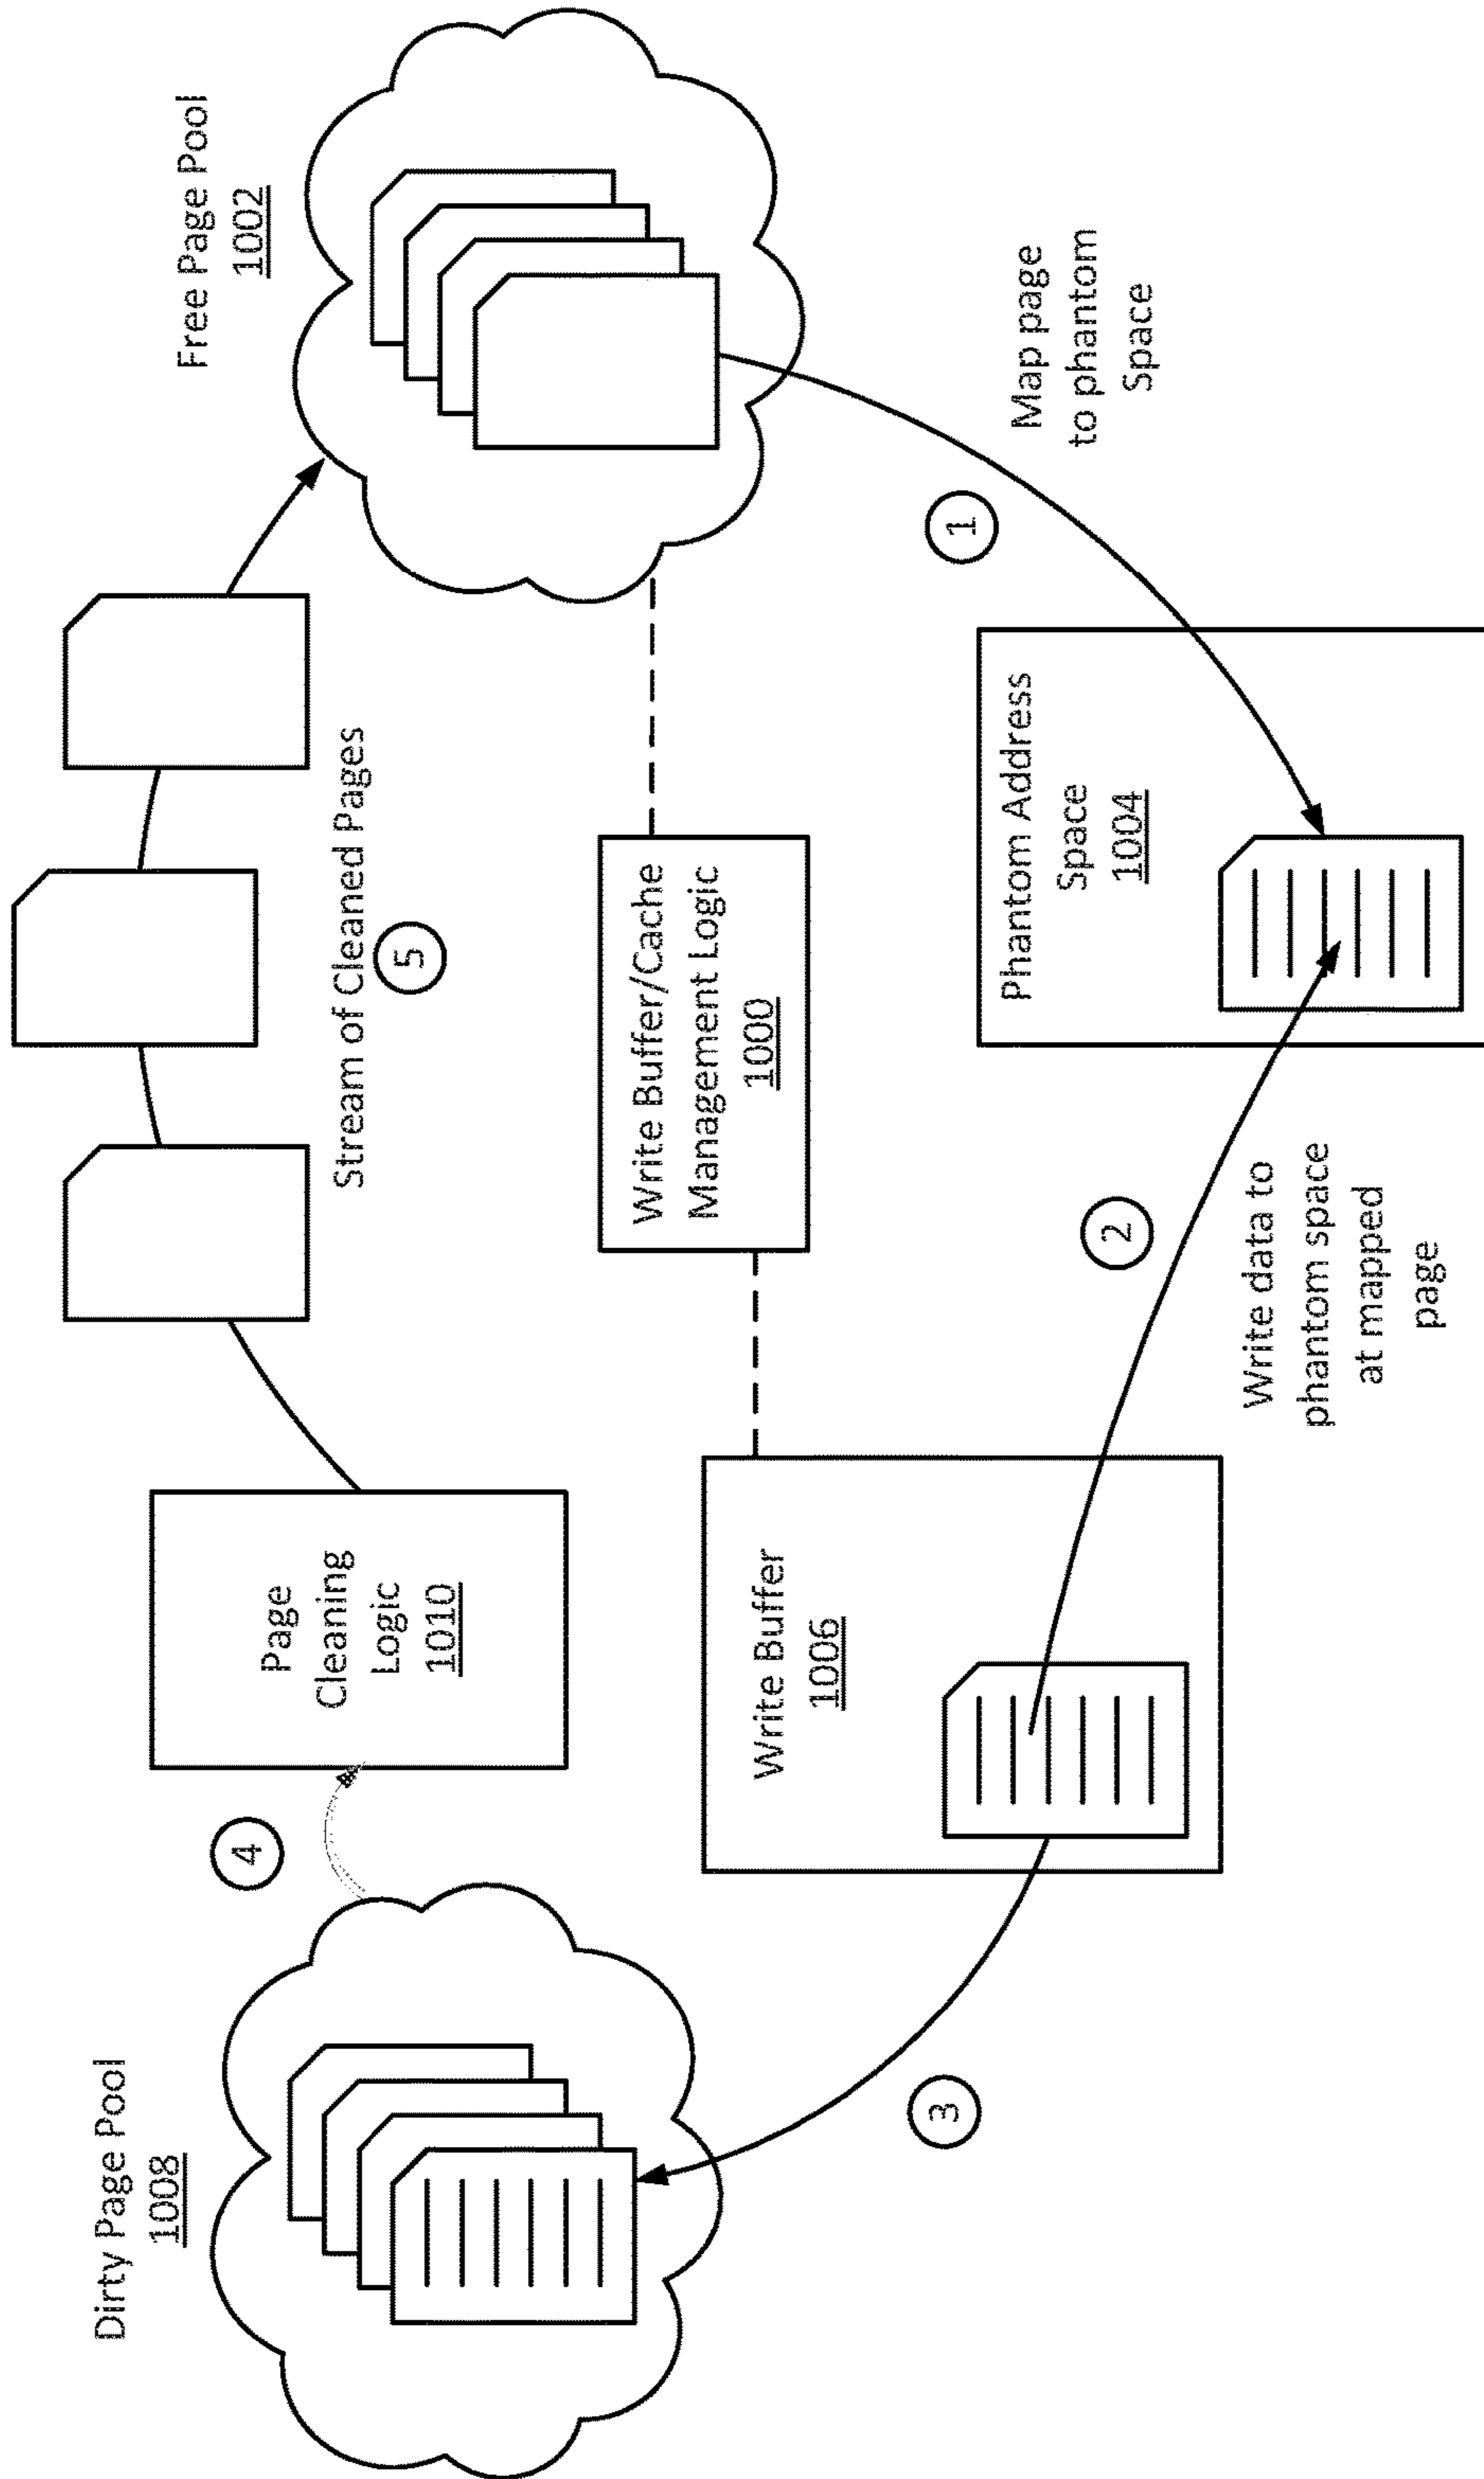 Dirty Page Pool
1008
4
Page
Cleaning
Logic
1010
Stream of Cleaned Pages
5
Free Page Pool
1002
Write Buffer/Cache
Management Logic
1000
3
Write Buffer
1006
2
Write data to
phantom space
at mapped
page
Phantom Address
Space
1004
1
Map page
to phantom
Space